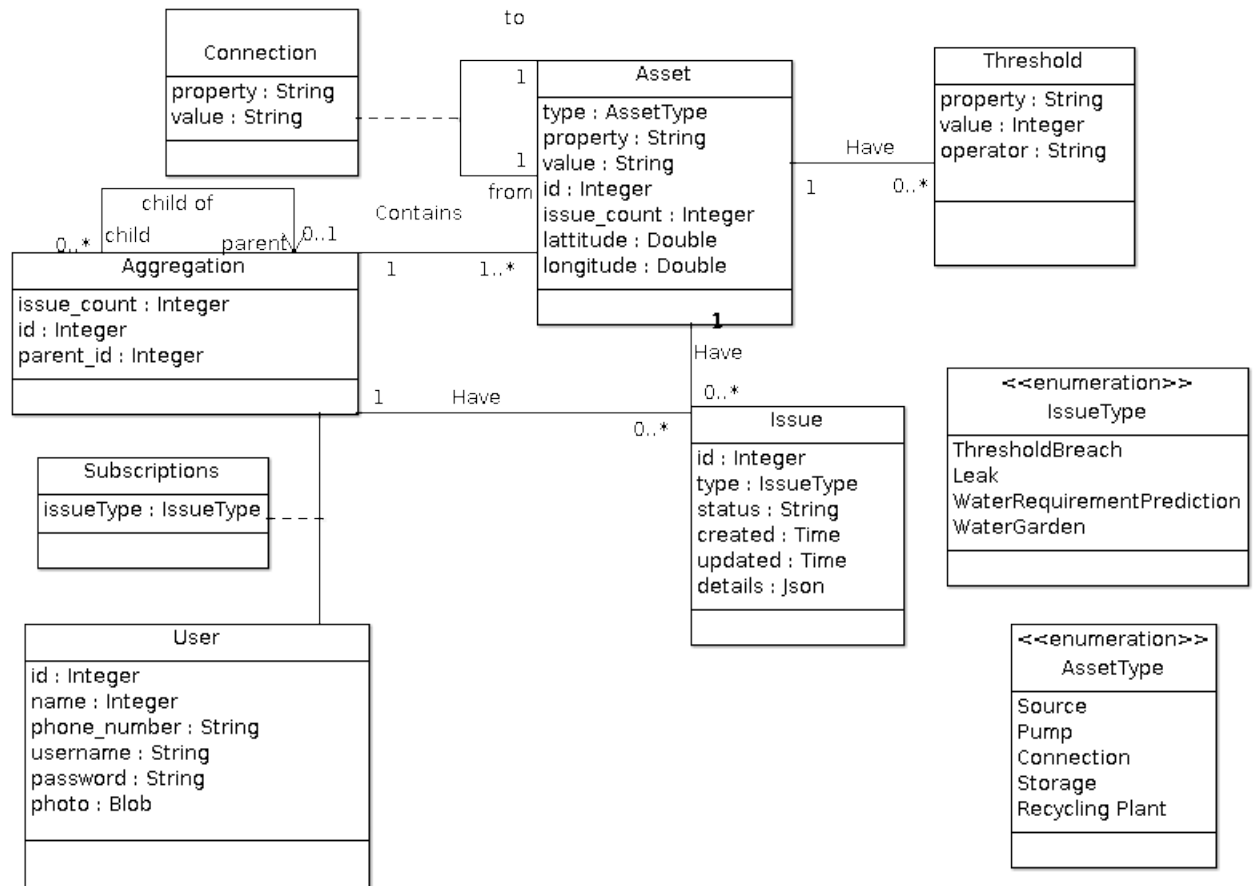 to
Connection
property : String
value : String
1
1
from
Asset
type : AssetType
property : String
value : String
id : Integer
issue_count : Integer
lattitude : Double
longitude : Double
Have
1
0..*
Threshold
property : String
value : Integer
operator : String
child of
0..*
child
parent
0..1
Contains
1
1..*
Aggregation
issue_count : Integer
id : Integer
parent_id : Integer
1
Have
0..*
1
Have
0..*
Issue
id : Integer
type : IssueType
status : String
created : Time
updated : Time
details : Json
<<enumeration>>
IssueType
ThresholdBreach
Leak
WaterRequirementPrediction
WaterGarden
Subscriptions
issueType : IssueType
User
id : Integer
name : Integer
phone_number : String
username : String
password : String
photo : Blob
<<enumeration>>
AssetType
Source
Pump
Connection
Storage
Recycling Plant